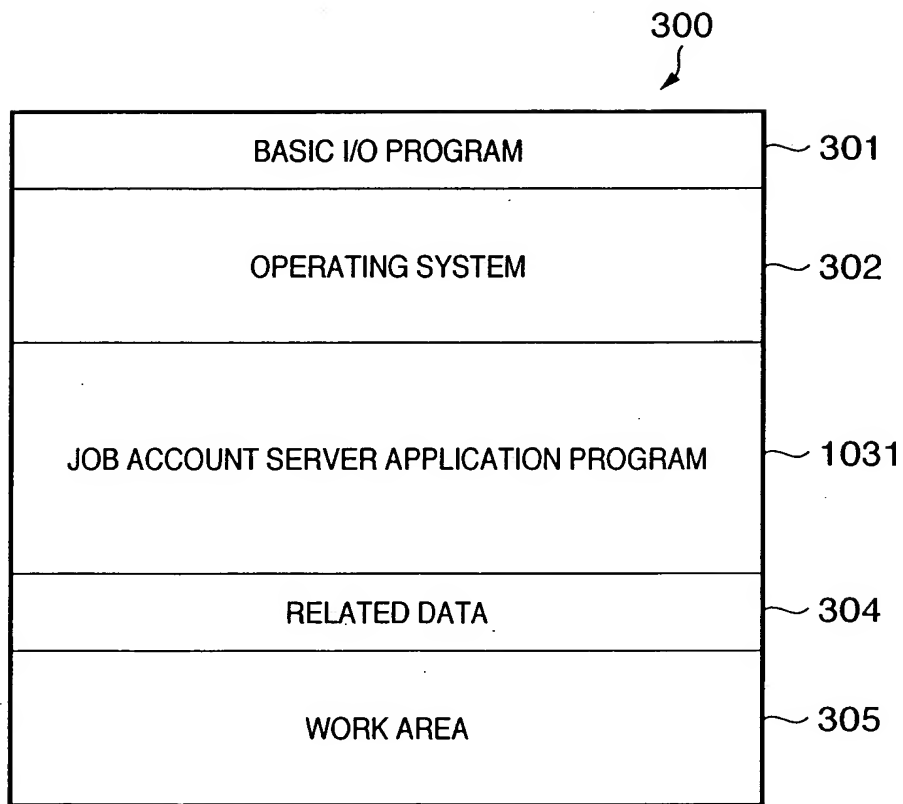 300
BASIC I/O PROGRAM 301
OPERATING SYSTEM 302
JOB ACCOUNT SERVER APPLICATION PROGRAM 1031
RELATED DATA 304
WORK AREA 305